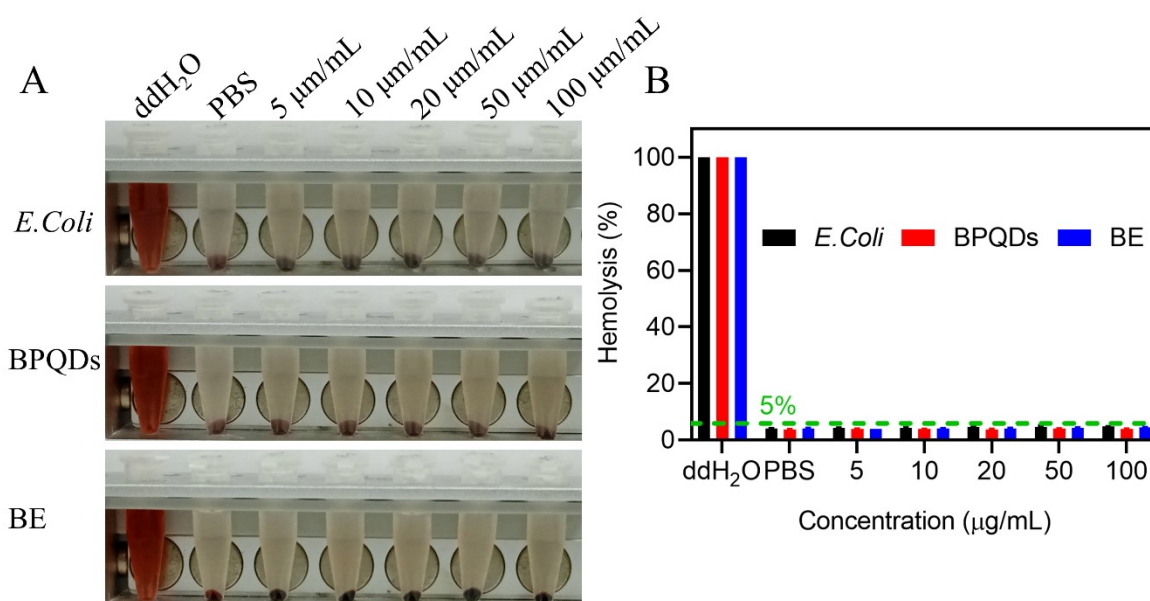 A
ddH₂O PBS 5 μm/mL 10 μm/mL 20 μm/mL 50 μm/mL 100 μm/mL
E.Coli
BPQDs
BE
B
Hemolysis (%)
100
80
60
40
20
0
E.Coli BPQDs BE
5%
ddH₂O PBS 5 10 20 50 100
Concentration (μg/mL)